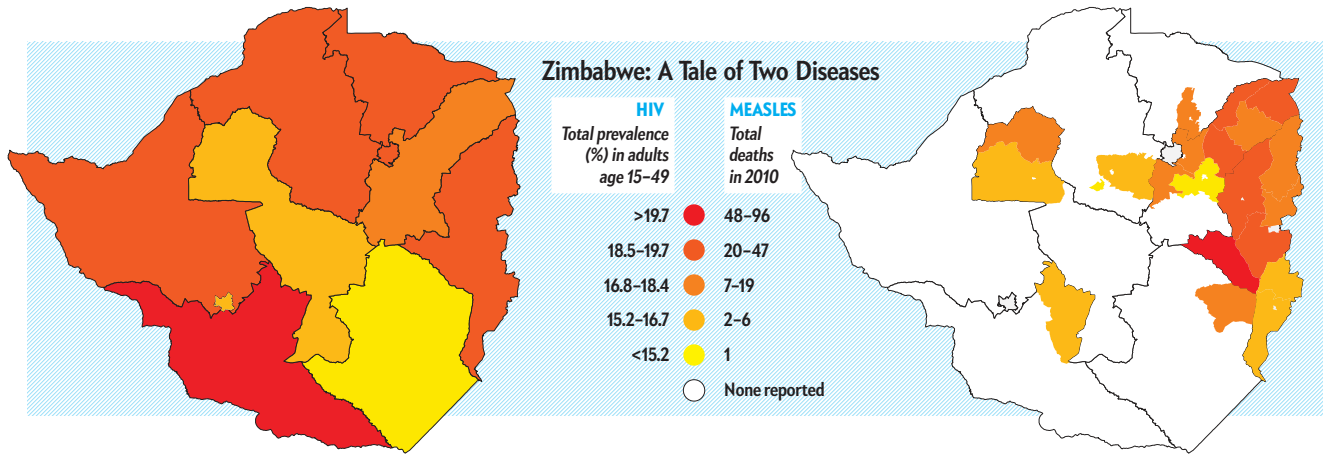 Zimbabwe: A Tale of Two Diseases
HIV
Total prevalence
(%) in adults
age 15–49
MEASLES
Total
deaths
in 2010
>19.7 48–96
18.5–19.7 20–47
16.8–18.4 7–19
15.2–16.7 2–6
<15.2 1
None reported